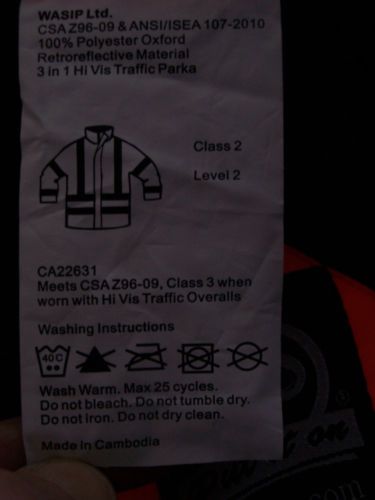 WASIP Ltd.
CSA Z96-09 & ANSI/ISEA 107-2010
100% Polyester Oxford
Retroreflective Material
3 in 1 Hi Vis Traffic Parka
Class 2
Level 2
CA22631
Meets CSA Z96-09, Class 3 when
worn with Hi Vis Traffic Overalls
Washing Instructions
40C
Wash Warm. Max 25 cycles.
Do not bleach. Do not tumble dry.
Do not iron. Do not dry clean.
Made in Cambodia
on
.com